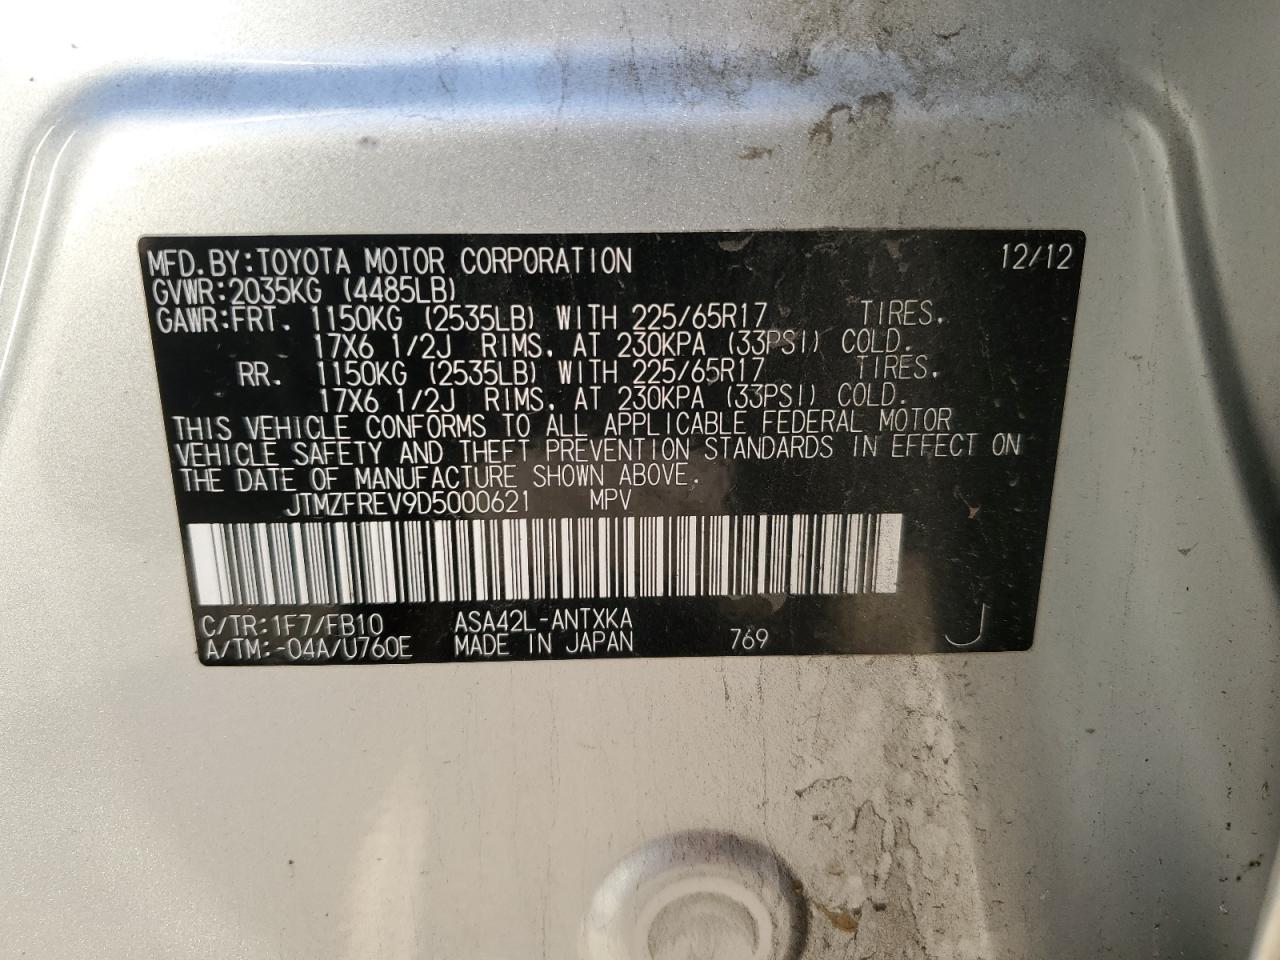 MFD.BY:TOYOTA MOTOR CORPORATION 12/12
GVWR:2035KG (4485LB)
GAWR:FRT. 1150KG (2535LB) WITH 225/65R17 TIRES.
17X6 1/2J RIMS, AT 230KPA (33PSI) COLD.
RR. 1150KG (2535LB) WITH 225/65R17 TIRES,
17X6 1/2J RIMS, AT 230KPA (33PSI) COLD.
THIS VEHICLE CONFORMS TO ALL APPLICABLE FEDERAL MOTOR
VEHICLE SAFETY AND THEFT PREVENTION STANDARDS IN EFFECT ON
THE DATE OF MANUFACTURE SHOWN ABOVE.
JTMZFREV9D5000621 MPV
C/TR:1F7/FB10 ASA42L-ANTXKA
A/TM:-04A/U760E MADE IN JAPAN 769 J